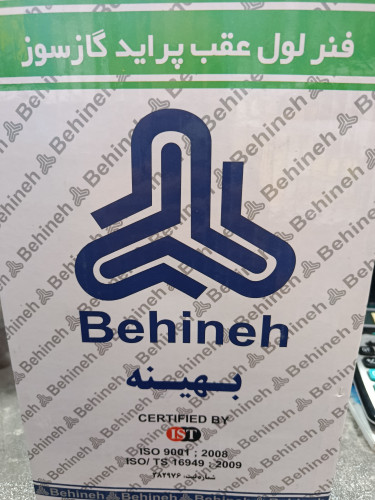 فنر لول عقب پراید گازسوز
Behineh
بهینه
CERTIFIED BY
IST
ISO 9001 : 2008
ISO/ TS 16949 : 2009